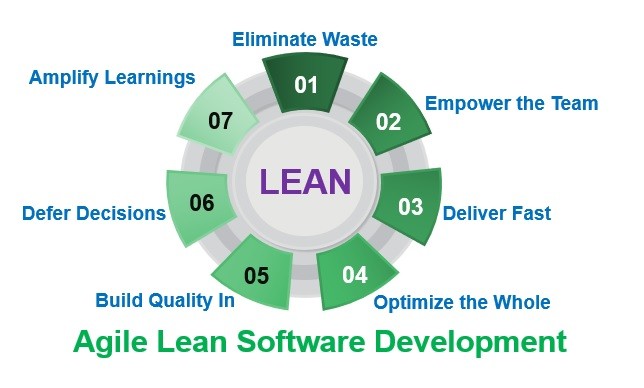 Eliminate Waste
01
Empower the Team
02
Deliver Fast
03
Optimize the Whole
04
Build Quality In
05
Defer Decisions
06
Amplify Learnings
07
LEAN
Agile Lean Software Development